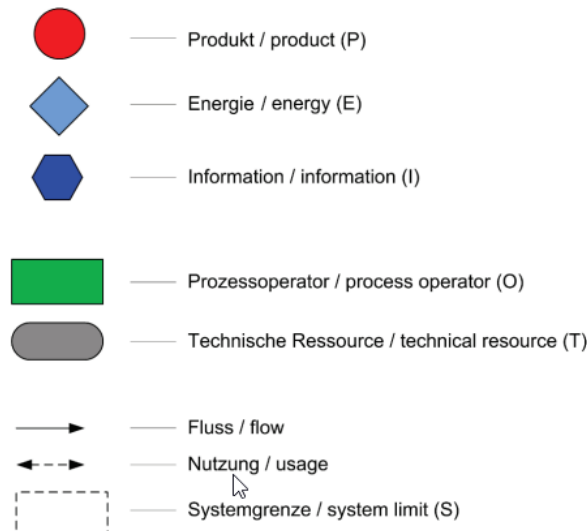 Produkt / product (P)
Energie / energy (E)
Information / information (I)
Prozessoperator / process operator (O)
Technische Ressource / technical resource (T)
Fluss / flow
Nutzung / usage
Systemgrenze / system limit (S)